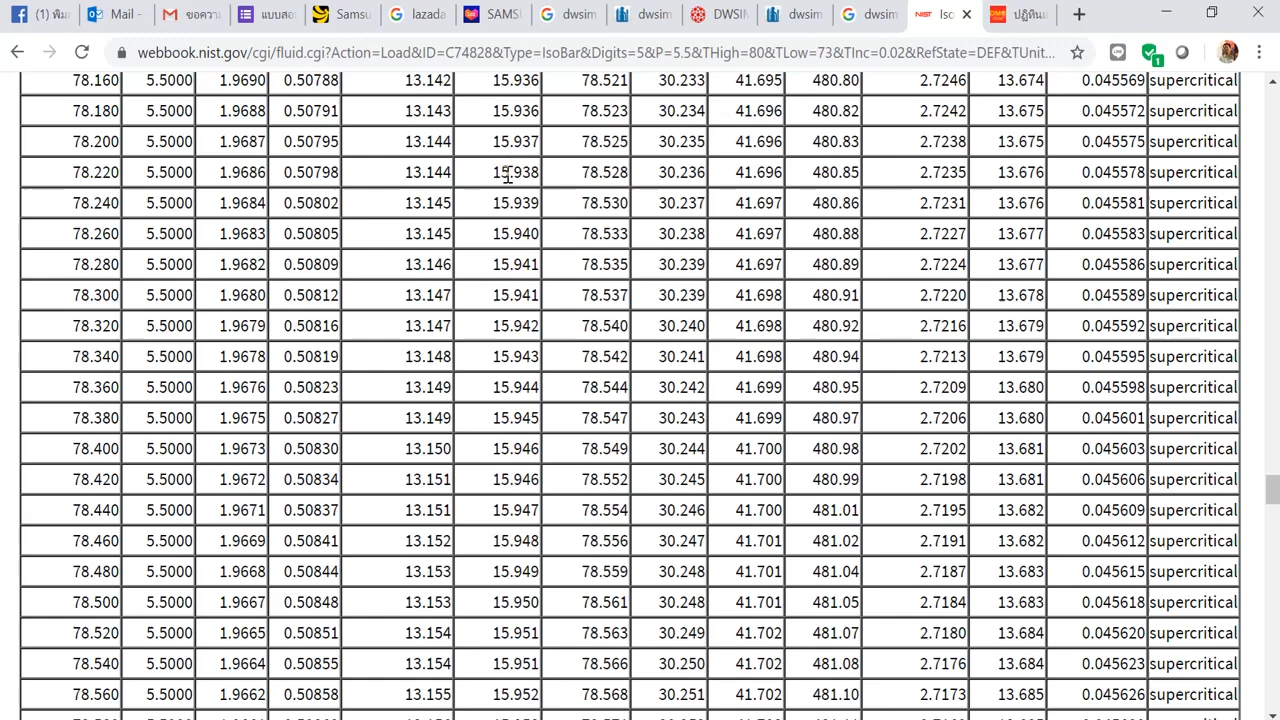 Mail -
ขอความ
แบบสอ
Samsu
lazada
SAMS
dwsim
dwsim
DWSIM
dwsim
dwsim
NIST Iso
ปฏิทิน
webbook.nist.gov/cgi/fluid.cgi?Action=Load&ID=C74828&Type=IsoBar&Digits=5&P=5.5&THigh=80&TLow=73&TInc=0.02&RefState=DEF&TUnit...
1
78.160 5.5000 1.9690 0.50788 13.142 15.936 78.521 30.233 41.695 480.80 2.7246 13.674 0.045569 supercritical
78.180 5.5000 1.9688 0.50791 13.143 15.936 78.523 30.234 41.696 480.82 2.7242 13.675 0.045572 supercritical
78.200 5.5000 1.9687 0.50795 13.144 15.937 78.525 30.235 41.696 480.83 2.7238 13.675 0.045575 supercritical
78.220 5.5000 1.9686 0.50798 13.144 15.938 78.528 30.236 41.696 480.85 2.7235 13.676 0.045578 supercritical
78.240 5.5000 1.9684 0.50802 13.145 15.939 78.530 30.237 41.697 480.86 2.7231 13.676 0.045581 supercritical
78.260 5.5000 1.9683 0.50805 13.145 15.940 78.533 30.238 41.697 480.88 2.7227 13.677 0.045583 supercritical
78.280 5.5000 1.9682 0.50809 13.146 15.941 78.535 30.239 41.697 480.89 2.7224 13.677 0.045586 supercritical
78.300 5.5000 1.9680 0.50812 13.147 15.941 78.537 30.239 41.698 480.91 2.7220 13.678 0.045589 supercritical
78.320 5.5000 1.9679 0.50816 13.147 15.942 78.540 30.240 41.698 480.92 2.7216 13.679 0.045592 supercritical
78.340 5.5000 1.9678 0.50819 13.148 15.943 78.542 30.241 41.698 480.94 2.7213 13.679 0.045595 supercritical
78.360 5.5000 1.9676 0.50823 13.149 15.944 78.544 30.242 41.699 480.95 2.7209 13.680 0.045598 supercritical
78.380 5.5000 1.9675 0.50827 13.149 15.945 78.547 30.243 41.699 480.97 2.7206 13.680 0.045601 supercritical
78.400 5.5000 1.9673 0.50830 13.150 15.946 78.549 30.244 41.700 480.98 2.7202 13.681 0.045603 supercritical
78.420 5.5000 1.9672 0.50834 13.151 15.946 78.552 30.245 41.700 480.99 2.7198 13.681 0.045606 supercritical
78.440 5.5000 1.9671 0.50837 13.151 15.947 78.554 30.246 41.700 481.01 2.7195 13.682 0.045609 supercritical
78.460 5.5000 1.9669 0.50841 13.152 15.948 78.556 30.247 41.701 481.02 2.7191 13.682 0.045612 supercritical
78.480 5.5000 1.9668 0.50844 13.153 15.949 78.559 30.248 41.701 481.04 2.7187 13.683 0.045615 supercritical
78.500 5.5000 1.9667 0.50848 13.153 15.950 78.561 30.248 41.701 481.05 2.7184 13.683 0.045618 supercritical
78.520 5.5000 1.9665 0.50851 13.154 15.951 78.563 30.249 41.702 481.07 2.7180 13.684 0.045620 supercritical
78.540 5.5000 1.9664 0.50855 13.154 15.951 78.566 30.250 41.702 481.08 2.7176 13.684 0.045623 supercritical
78.560 5.5000 1.9662 0.50858 13.155 15.952 78.568 30.251 41.702 481.10 2.7173 13.685 0.045626 supercritical